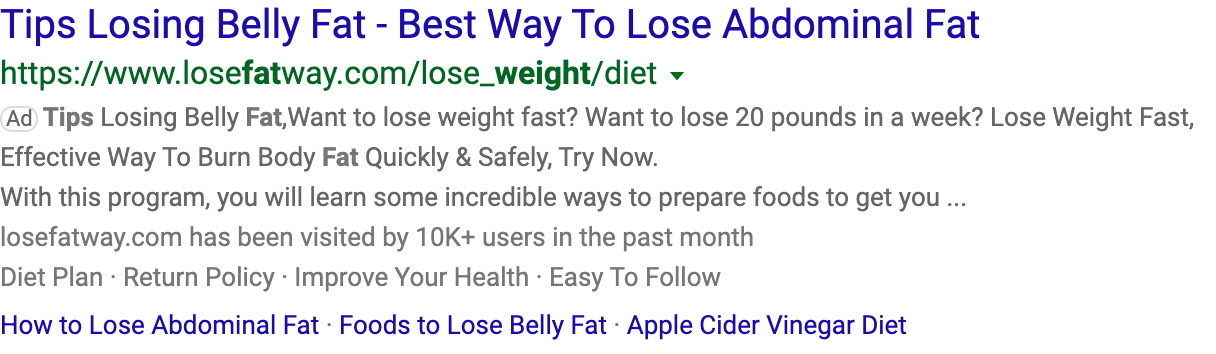 Tips Losing Belly Fat - Best Way To Lose Abdominal Fat
https://www.losefatway.com/lose_weight/diet
Ad Tips Losing Belly Fat,Want to lose weight fast? Want to lose 20 pounds in a week? Lose Weight Fast,
Effective Way To Burn Body Fat Quickly & Safely, Try Now.
With this program, you will learn some incredible ways to prepare foods to get you ...
losefatway.com has been visited by 10K+ users in the past month
Diet Plan · Return Policy · Improve Your Health · Easy To Follow
How to Lose Abdominal Fat · Foods to Lose Belly Fat · Apple Cider Vinegar Diet